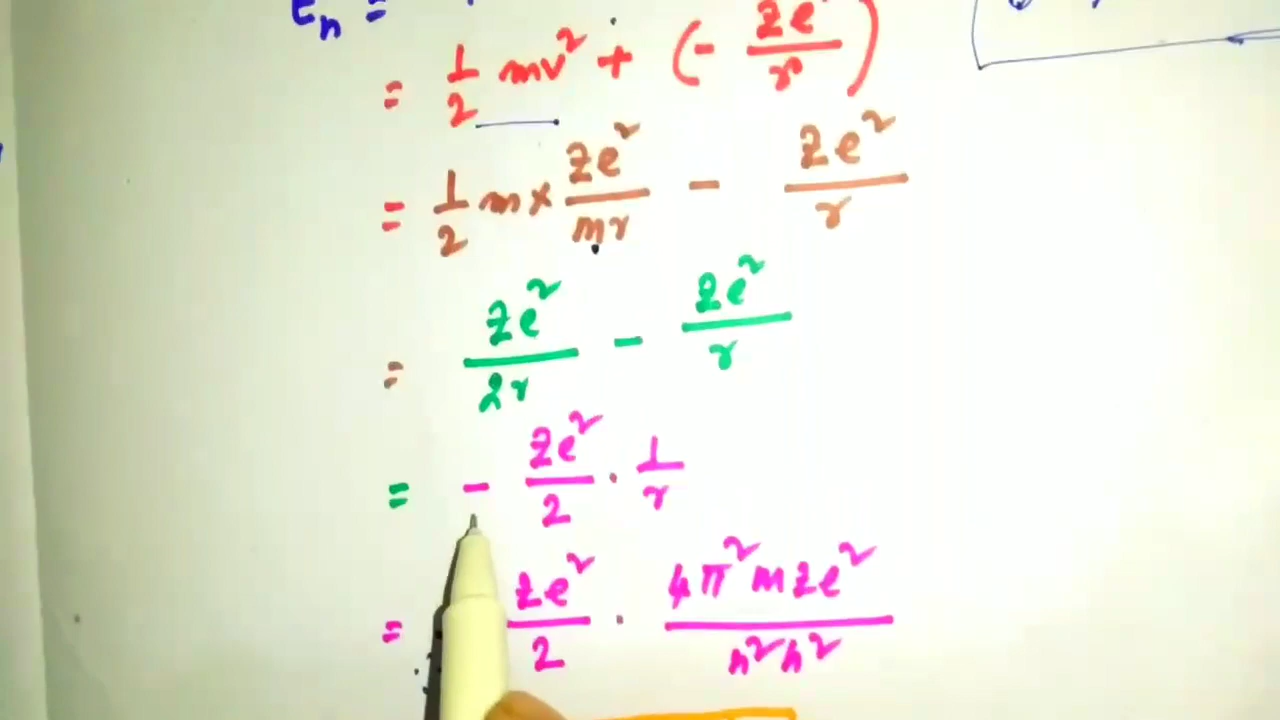 En =
= 1/2 mv² + (- ze²/r)
= 1/2 m × ze²/mr - ze²/r
= ze²/2r - ze²/r
= - ze²/2 · 1/r
= ze²/2 · 4π²mze²/n²h²